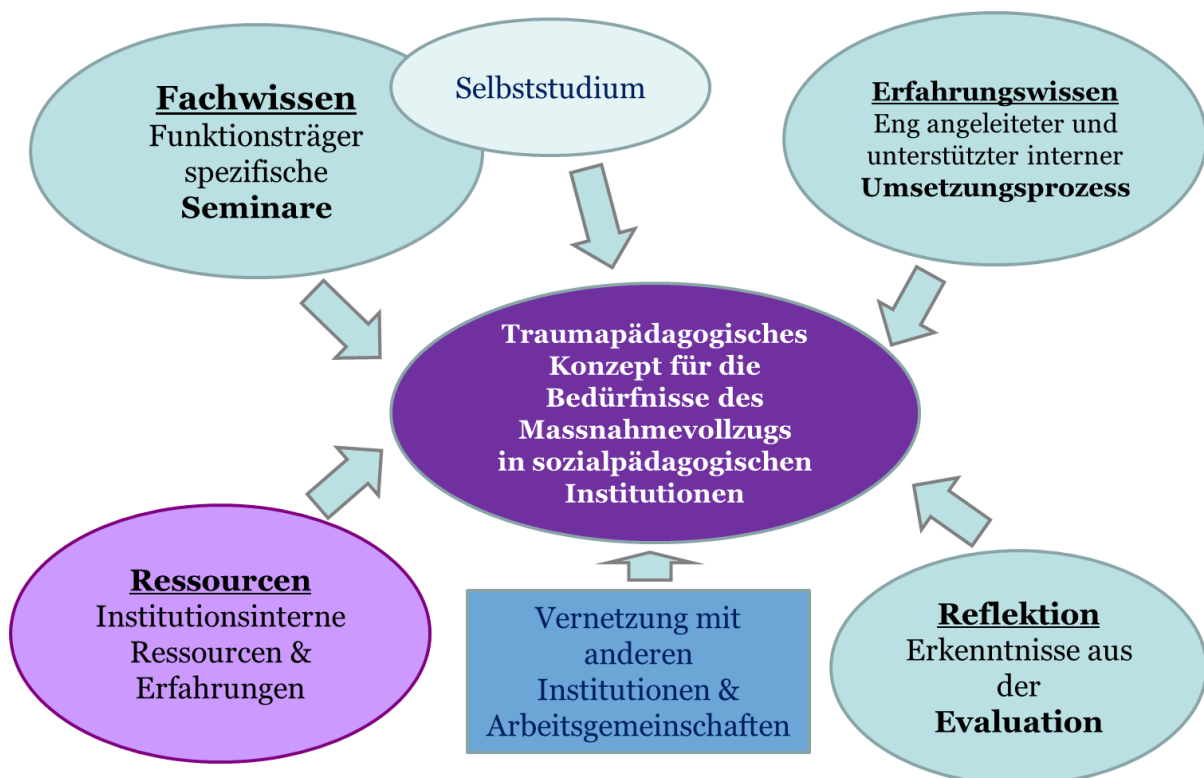 Fachwissen
Funktionsträger
spezifische
Seminare
Selbststudium
Erfahrungswissen
Eng angeleiteter und
unterstützter interner
Umsetzungsprozess
Traumapädagogisches
Konzept für die
Bedürfnisse des
Massnahmevollzugs
in sozialpädagogischen
Institutionen
Ressourcen
Institutionsinterne
Ressourcen &
Erfahrungen
Vernetzung mit
anderen
Institutionen &
Arbeitsgemeinschaften
Reflektion
Erkenntnisse aus
der
Evaluation